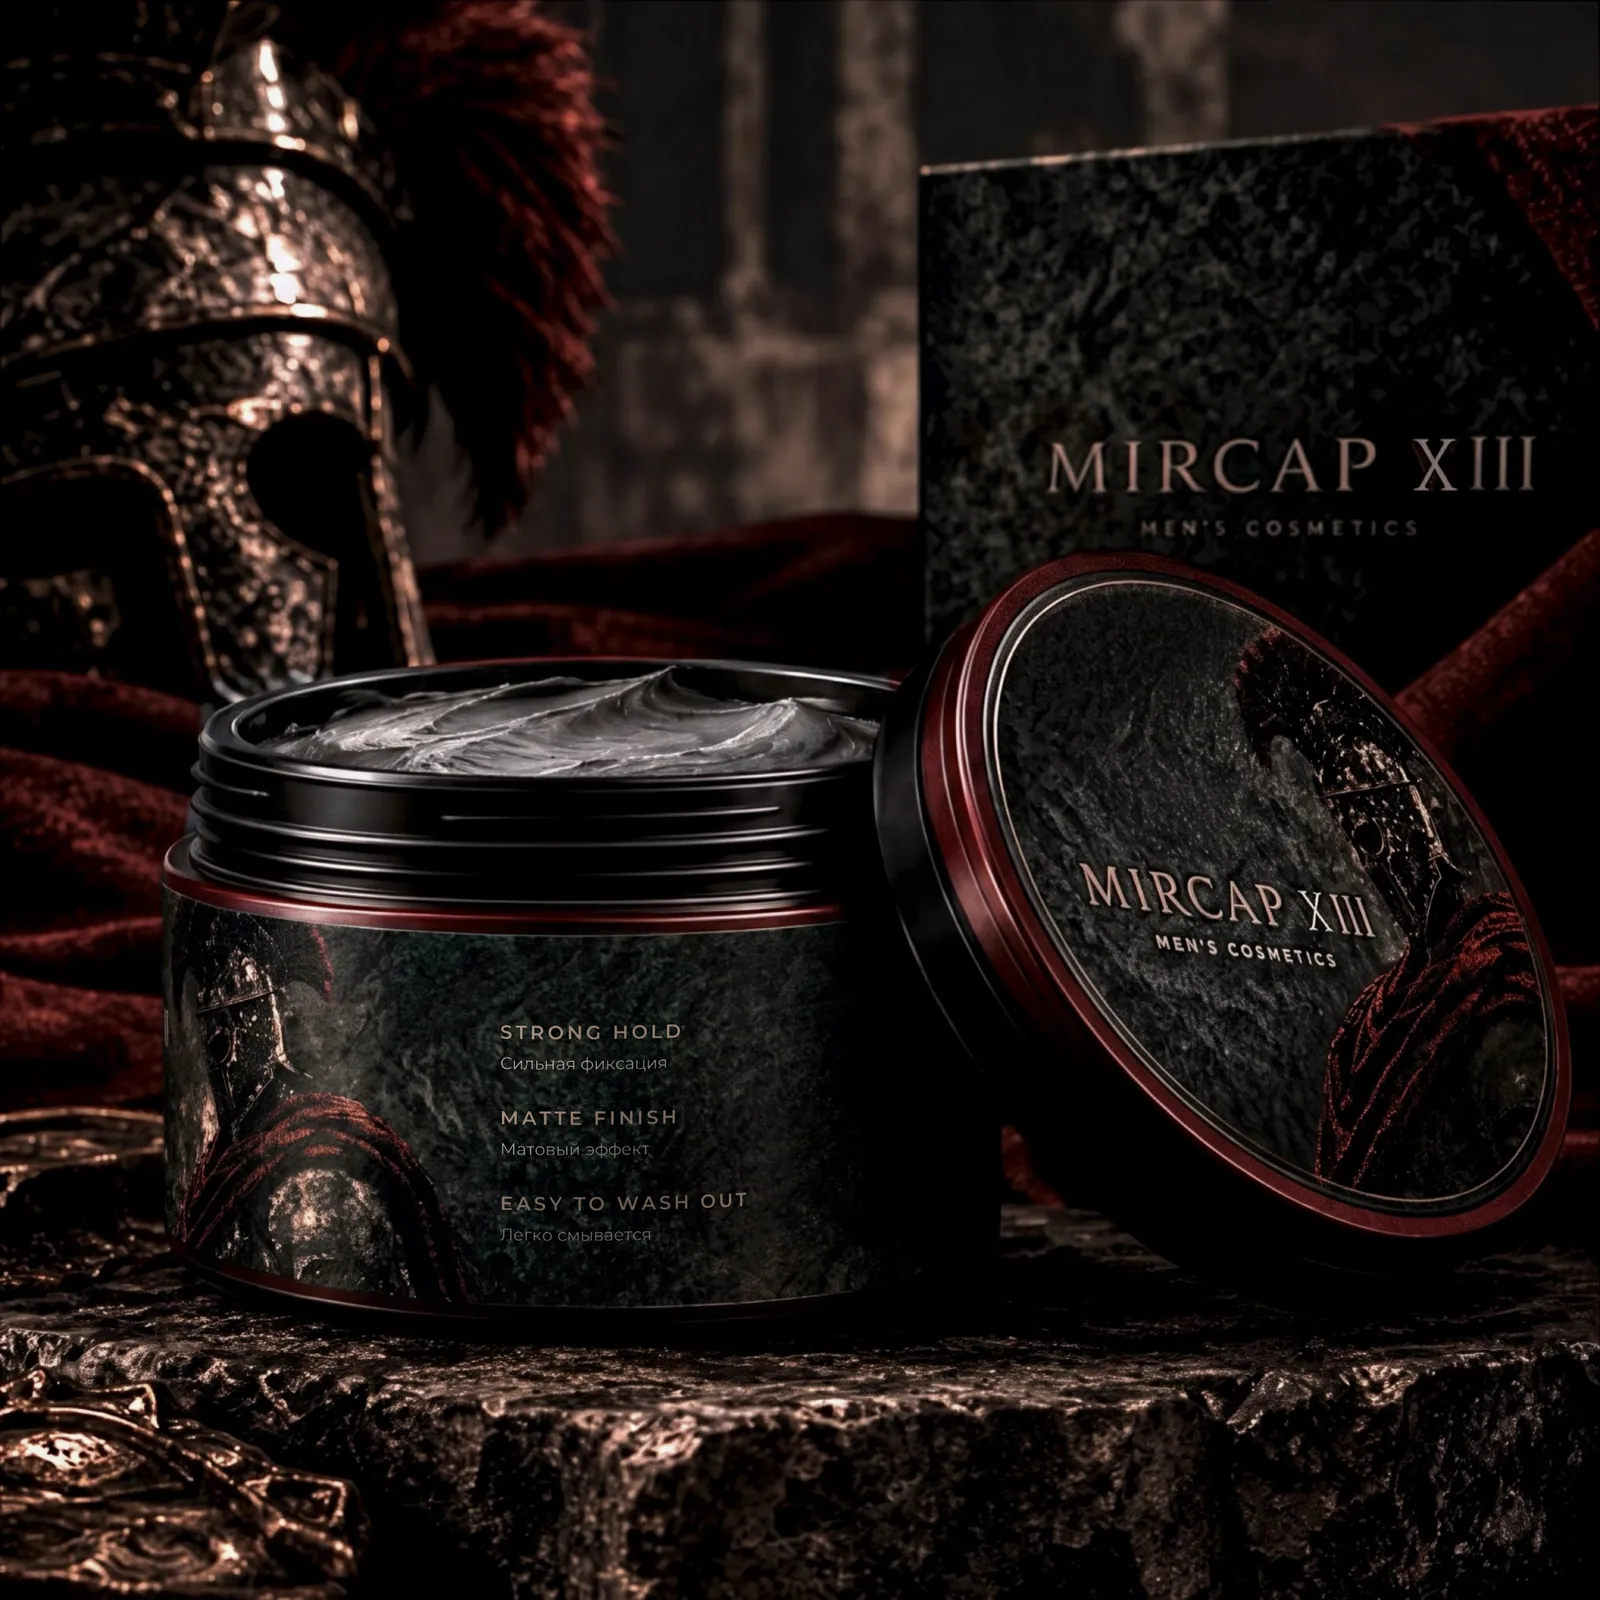 MIRCAP XIII
MEN'S COSMETICS
MIRCAP XIII
MEN'S COSMETICS
STRONG HOLD
Сильная фиксация
MATTE FINISH
Матовый эффект
EASY TO WASH OUT
Легко смывается